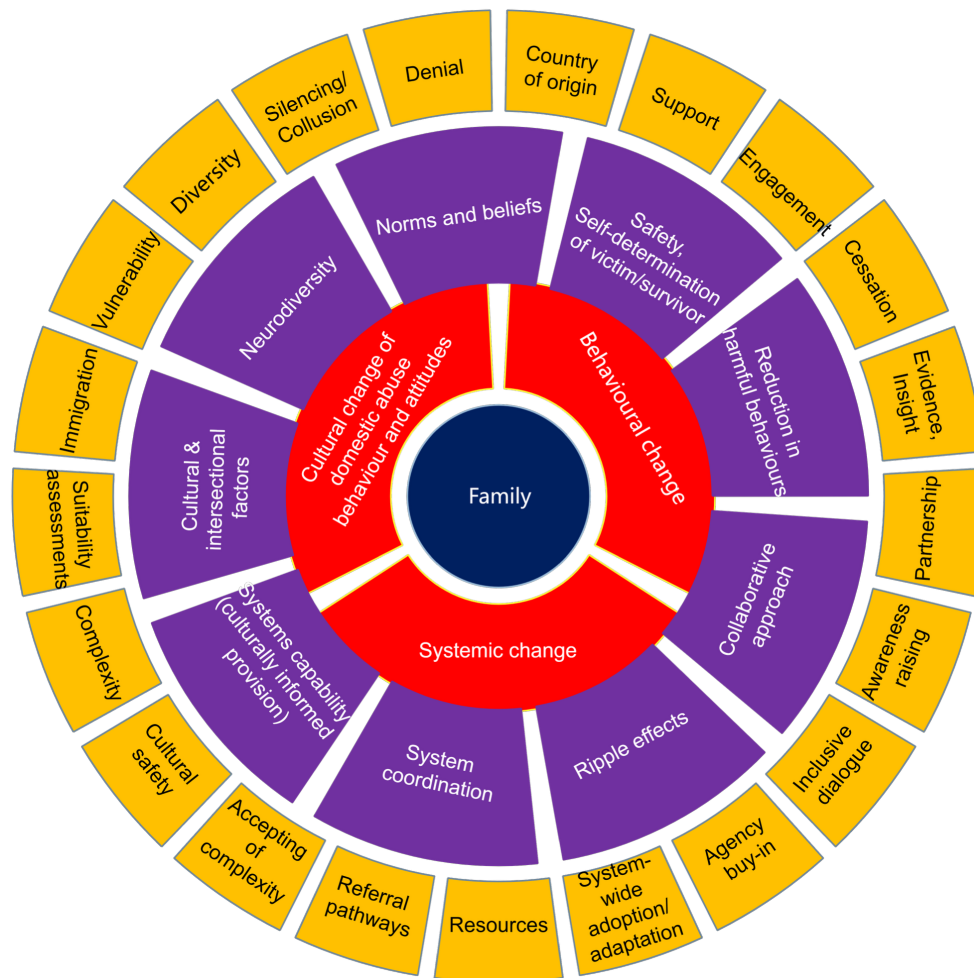 Family
Behavioural change
Systemic change
Cultural change of
domestic abuse
behaviour and attitudes
Norms and beliefs
Safety,
Self-determination
of victim/survivor
Reduction in
harmful behaviours
Collaborative
approach
Ripple effects
System
coordination
Systems capability
(culturally informed
provision)
Cultural &
intersectional
factors
Neurodiversity
Country
of origin
Support
Engagement
Cessation
Evidence,
Insight
Partnership
Awareness
raising
Inclusive
dialogue
Agency
buy-in
System-
wide
adoption/
adaptation
Resources
Referral
pathways
Accepting
of
complexity
Cultural
safety
Complexity
Suitability
assessments
Immigration
Vulnerability
Diversity
Silencing/
Collusion
Denial